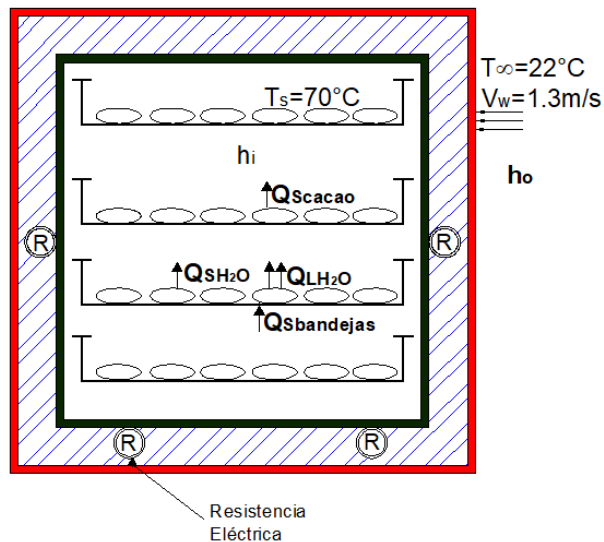 T∞=22°C
Vw=1.3m/s
Ts=70°C
hi
ho
QScacao
R
R
QSH2O
QLH2O
QSbandejas
R
R
Resistencia
Eléctrica